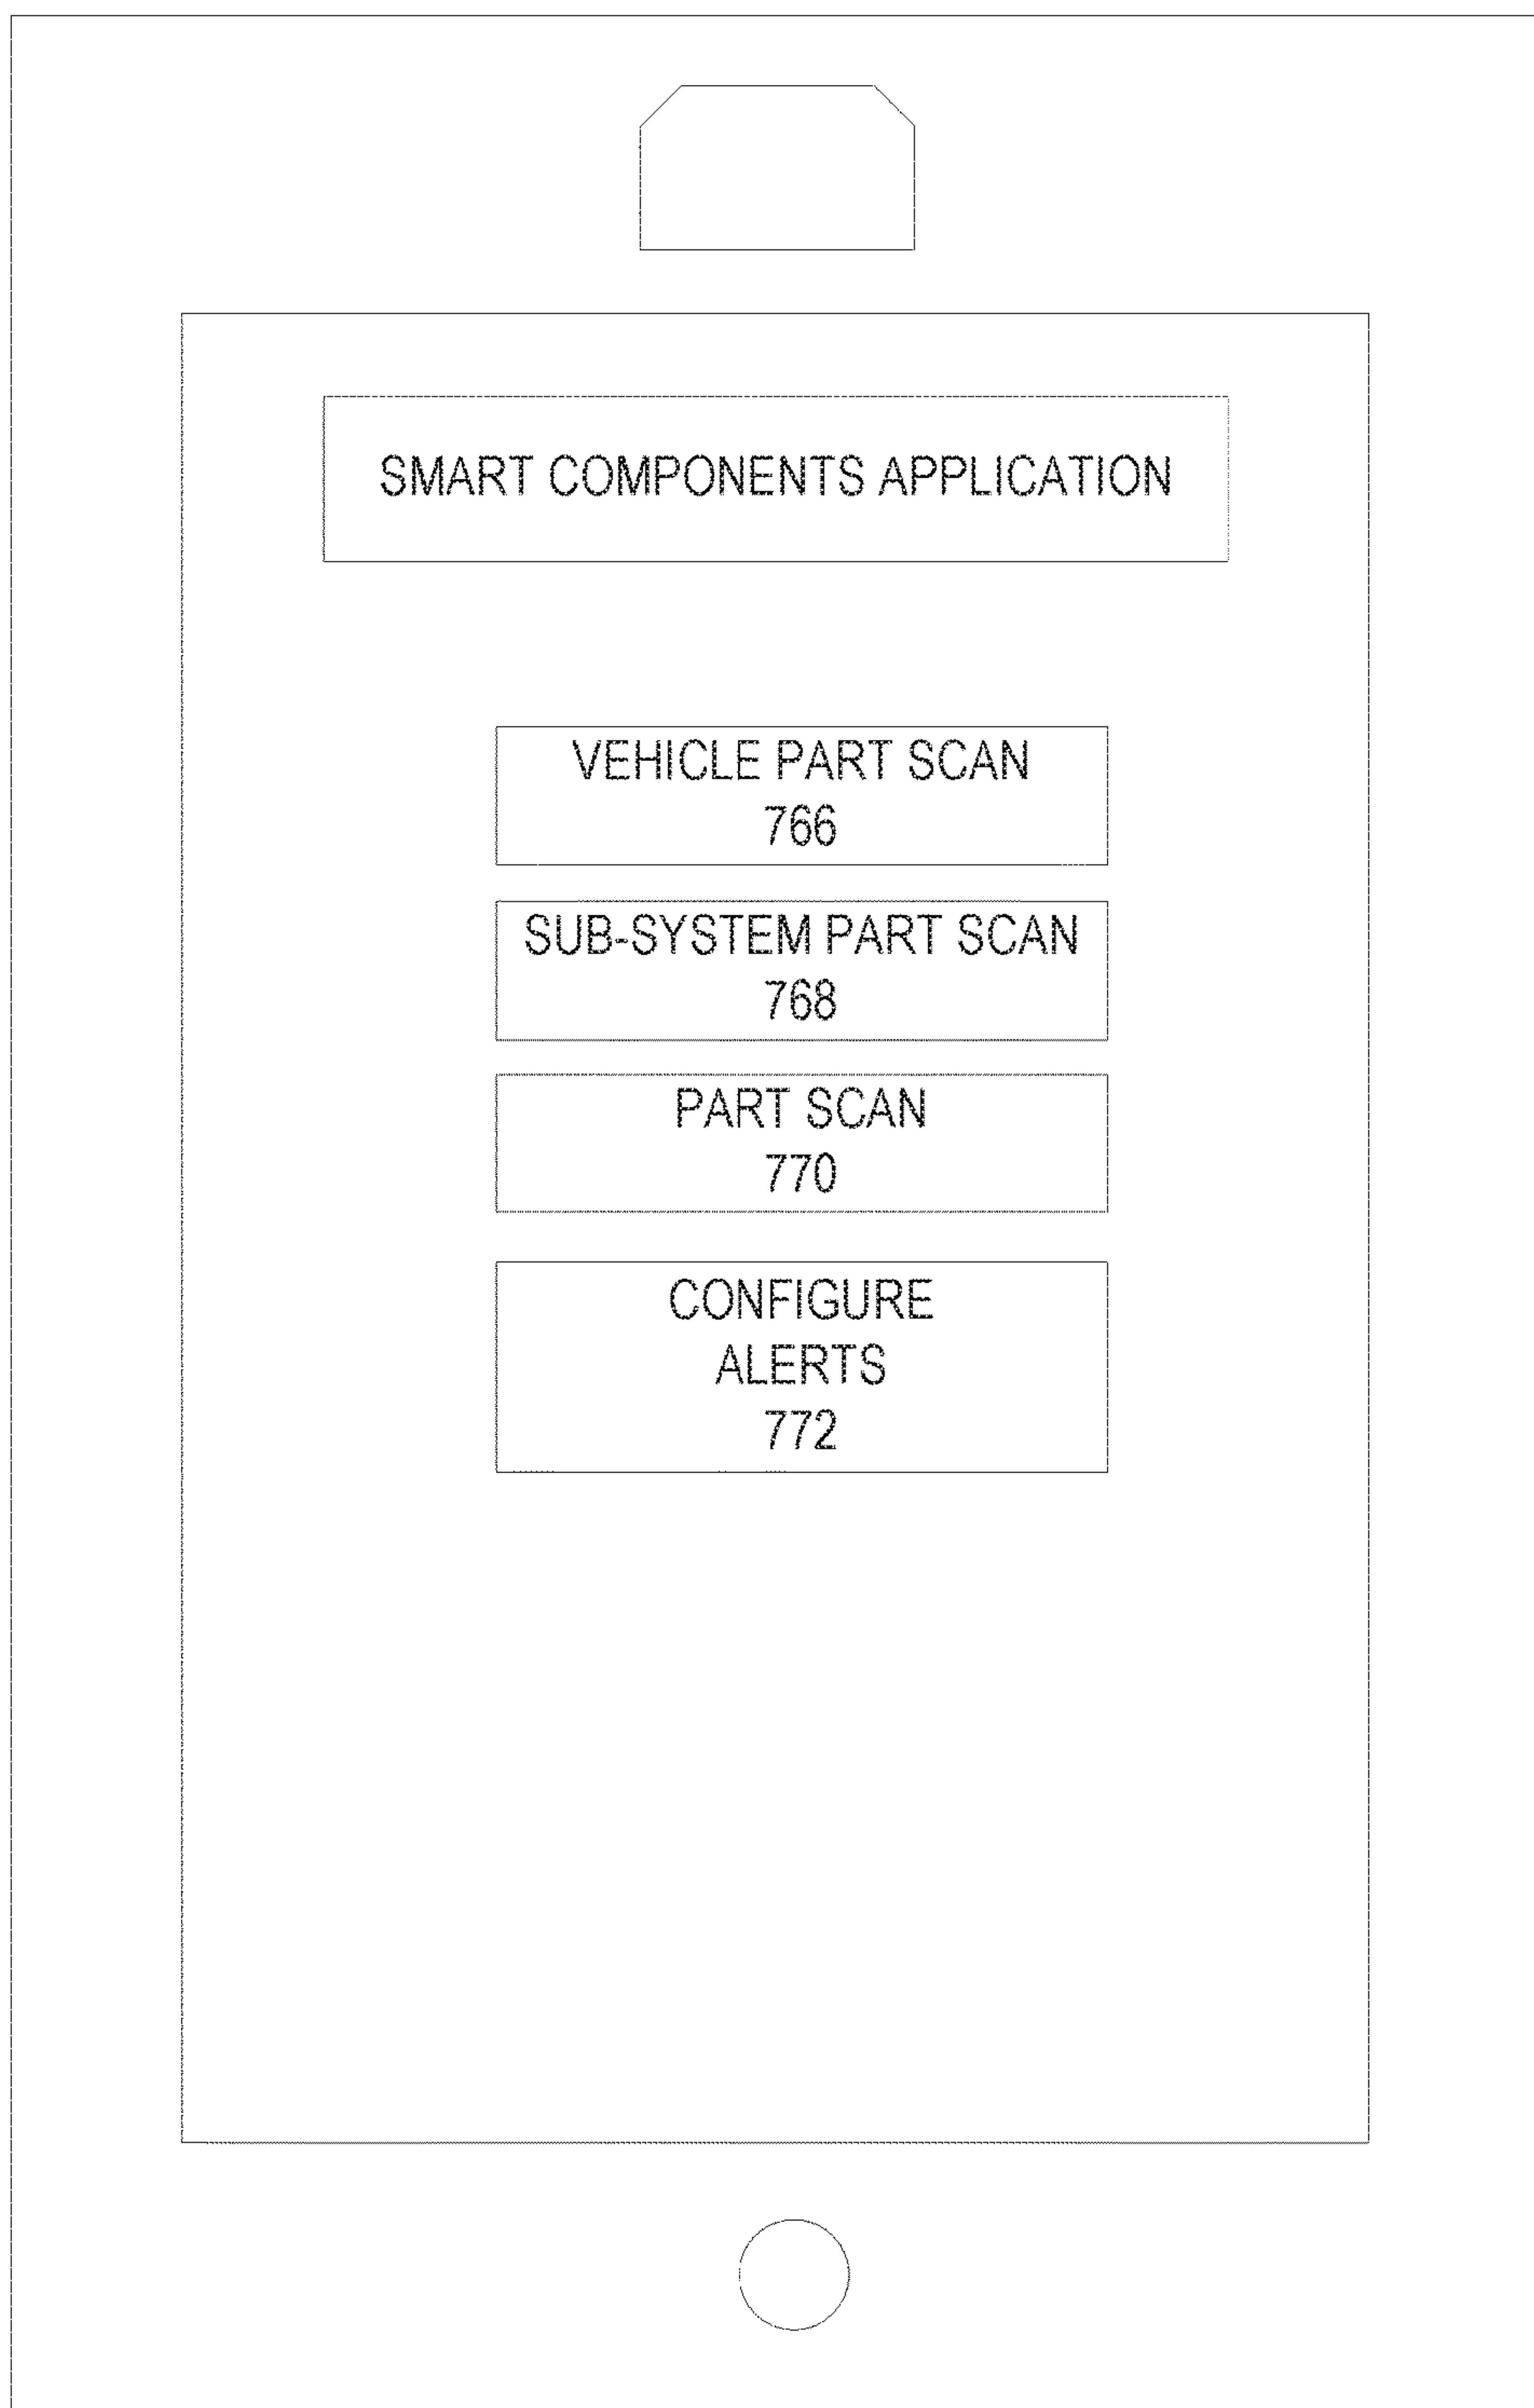 SMART COMPONENTS APPLICATION
VEHICLE PART SCAN
766
SUB-SYSTEM PART SCAN
768
PART SCAN
770
CONFIGURE
ALERTS
772